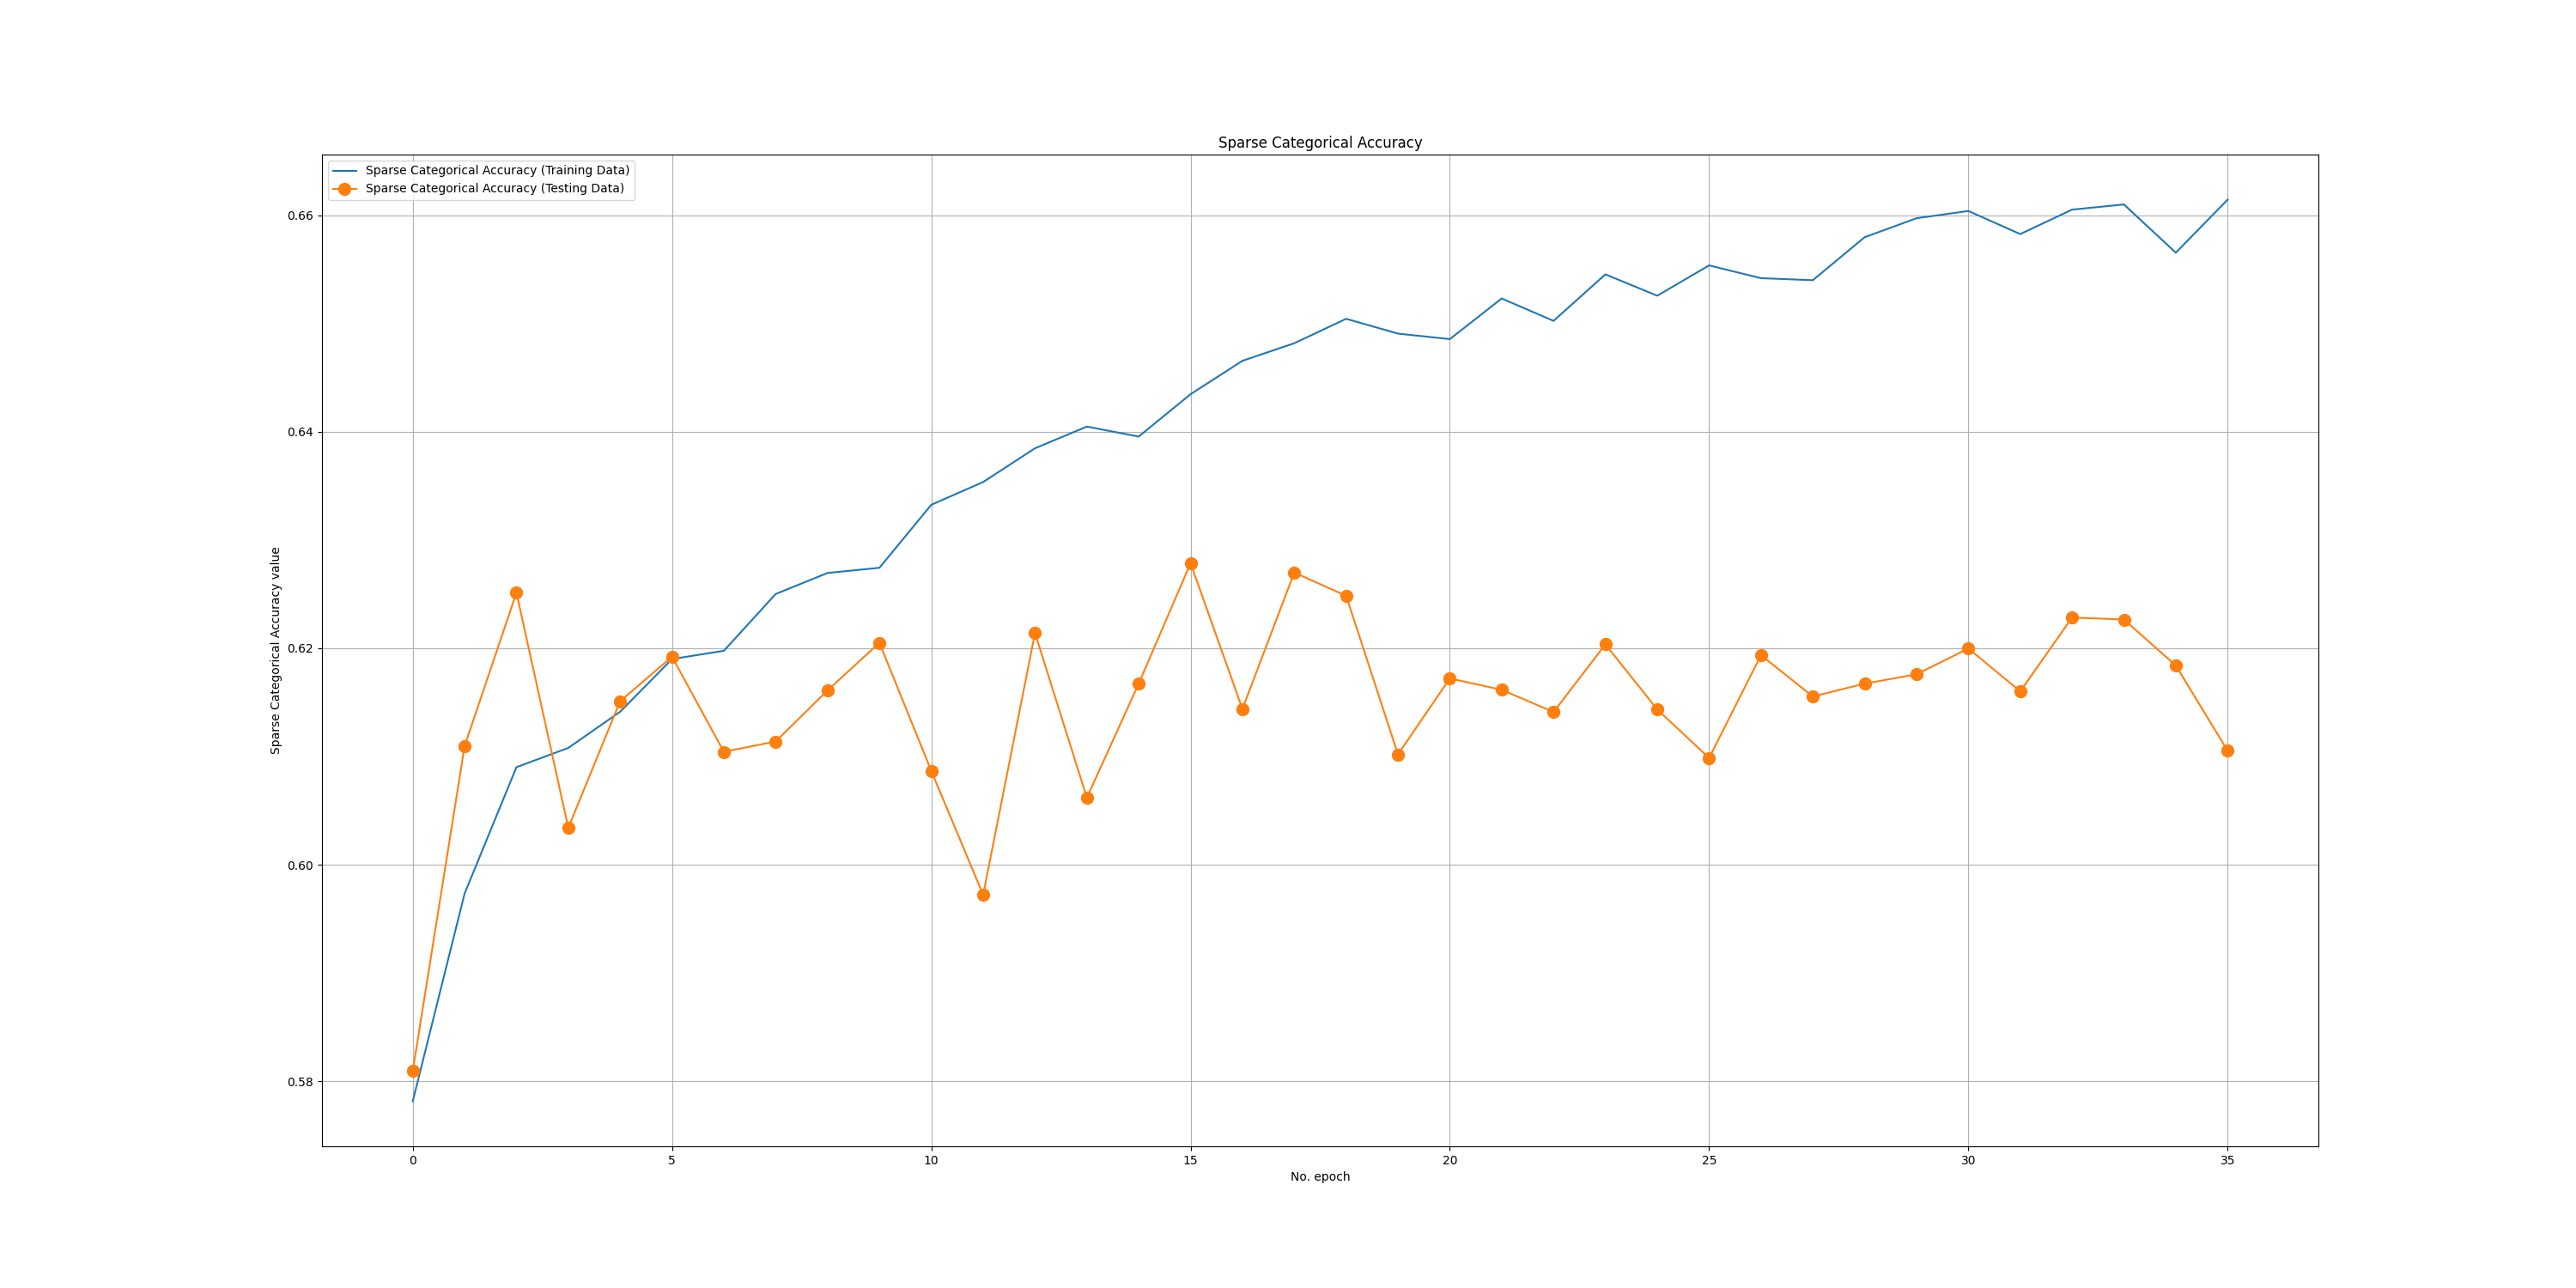 Sparse Categorical Accuracy
Sparse Categorical Accuracy (Training Data)
Sparse Categorical Accuracy (Testing Data)
Sparse Categorical Accuracy value
0.66
0.64
0.62
0.60
0.58
0 5 10 15 20 25 30 35
No. epoch